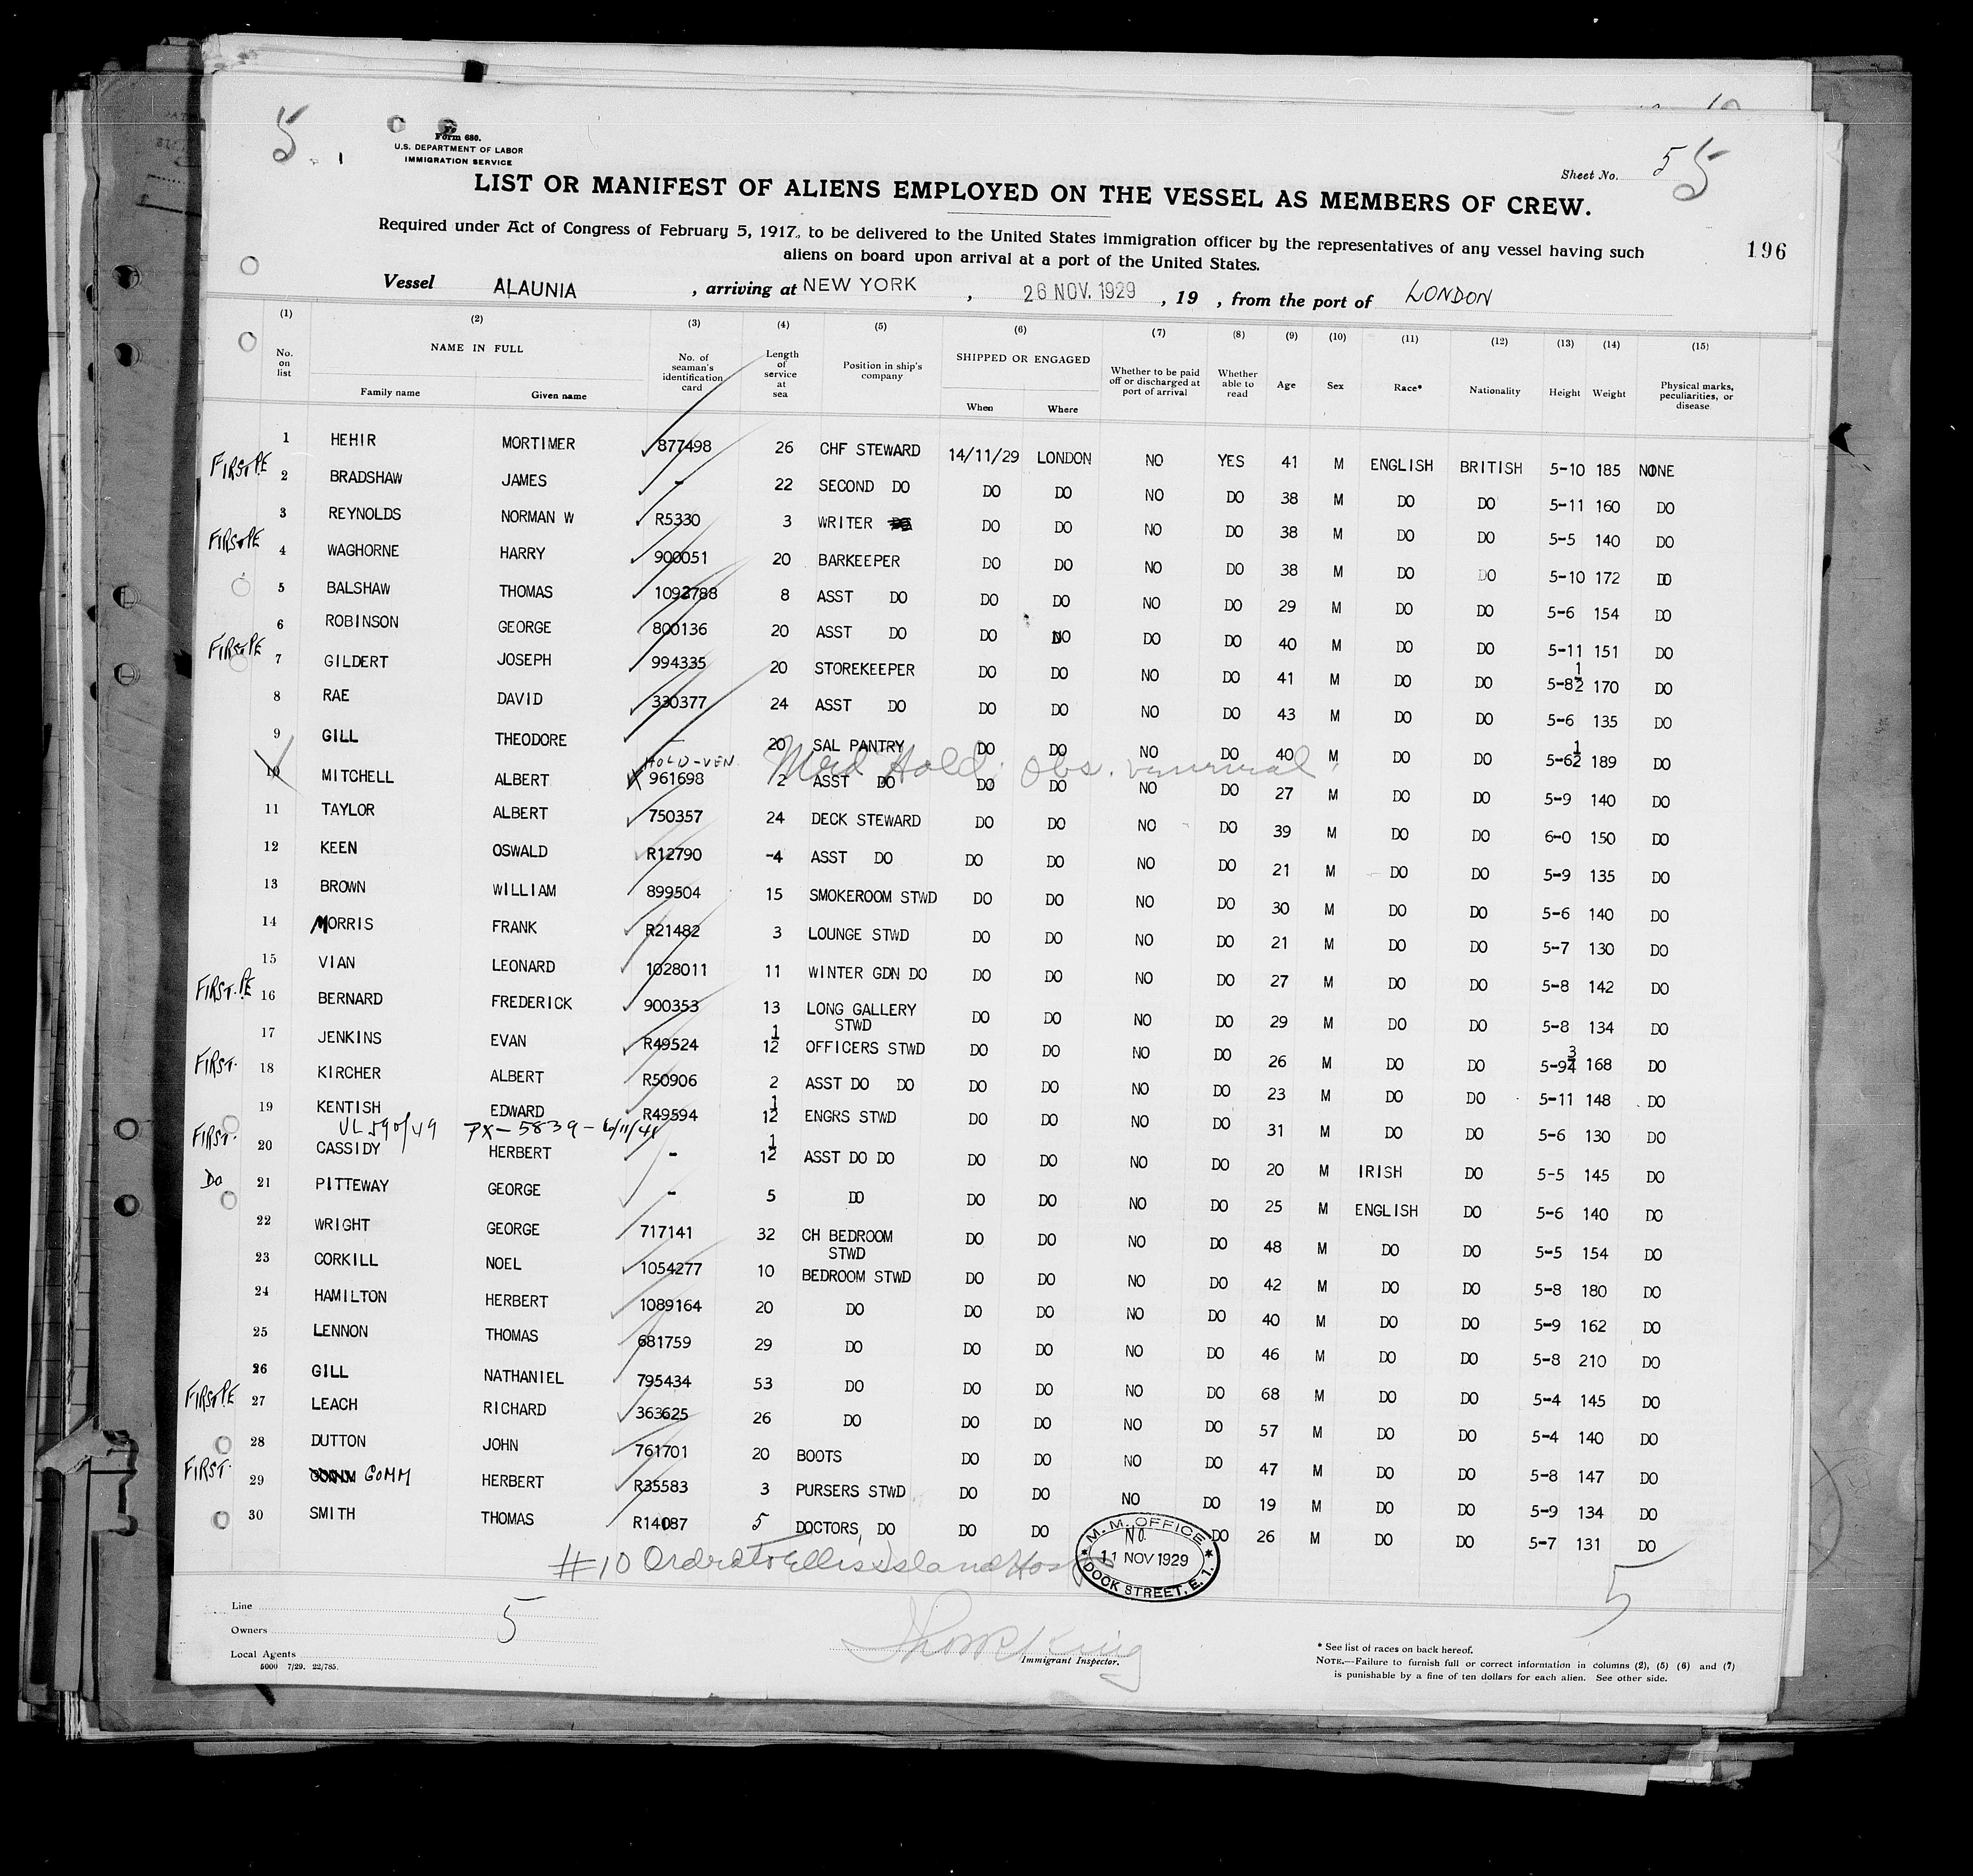 5
Form 680.
U.S. DEPARTMENT OF LABOR
IMMIGRATION SERVICE
Sheet No. 5 5
LIST OR MANIFEST OF ALIENS EMPLOYED ON THE VESSEL AS MEMBERS OF CREW.
Required under Act of Congress of February 5, 1917, to be delivered to the United States immigration officer by the representatives of any vessel having such
aliens on board upon arrival at a port of the United States.
196
Vessel ALAUNIA , arriving at NEW YORK , 26 NOV. 1929 , 19 , from the port of LONDON
(1) (2) (3) (4) (5) (6) (7) (8) (9) (10) (11) (12) (13) (14) (15)
No. on list NAME IN FULL Family name Given name No. of seaman's identification card Length of service at sea Position in ship's company SHIPPED OR ENGAGED When Where Whether to be paid off or discharged at port of arrival Whether able to read Age Sex Race* Nationality Height Weight Physical marks, peculiarities, or disease
1 HEHIR MORTIMER 877498 26 CHF STEWARD 14/11/29 LONDON NO YES 41 M ENGLISH BRITISH 5-10 185 NONE
FIRST PE 2 BRADSHAW JAMES - 22 SECOND DO DO DO NO DO 38 M DO DO 5-11 160 DO
3 REYNOLDS NORMAN W R5330 3 WRITER DO DO NO DO 38 M DO DO 5-5 140 DO
FIRST PE 4 WAGHORNE HARRY 900051 20 BARKEEPER DO DO NO DO 38 M DO DO 5-10 172 DO
5 BALSHAW THOMAS 1092788 8 ASST DO DO DO NO DO 29 M DO DO 5-6 154 DO
6 ROBINSON GEORGE 800136 20 ASST DO DO DO DO 40 M DO DO 5-11 151 DO
FIRST PE 7 GILDERT JOSEPH 994335 20 STOREKEEPER DO DO NO DO 41 M DO DO 5-8½ 170 DO
8 RAE DAVID 330377 24 ASST DO DO DO NO DO 43 M DO DO 5-6 135 DO
9 GILL THEODORE - 20 SAL PANTRY DO DO NO DO 40 M DO DO 5-6½ 189 DO
HOLD-VEN. Med Hold. Obs. venereal.
10 MITCHELL ALBERT 961698 2 ASST DO DO DO NO DO 27 M DO DO 5-9 140 DO
11 TAYLOR ALBERT 750357 24 DECK STEWARD DO DO NO DO 39 M DO DO 6-0 150 DO
12 KEEN OSWALD R12790 -4 ASST DO DO DO NO DO 21 M DO DO 5-9 135 DO
13 BROWN WILLIAM 899504 15 SMOKEROOM STWD DO DO NO DO 30 M DO DO 5-6 140 DO
14 MORRIS FRANK R21482 3 LOUNGE STWD DO DO NO DO 21 M DO DO 5-7 130 DO
15 VIAN LEONARD 1028011 11 WINTER GDN DO DO DO NO DO 27 M DO DO 5-8 142 DO
FIRST. PE 16 BERNARD FREDERICK 900353 13 LONG GALLERY STWD DO DO NO DO 29 M DO DO 5-8 134 DO
17 JENKINS EVAN R49524 1/12 OFFICERS STWD DO DO NO DO 26 M DO DO 5-9¾ 168 DO
FIRST. 18 KIRCHER ALBERT R50906 2 ASST DO DO DO DO NO DO 23 M DO DO 5-11 148 DO
19 KENTISH EDWARD R49594 1/12 ENGRS STWD DO DO NO DO 31 M DO DO 5-6 130 DO
PX-5839-
FIRST. 20 CASSIDY HERBERT - 1/12 ASST DO DO DO DO NO DO 20 M IRISH DO 5-5 145 DO
Do 21 PITTEWAY GEORGE - 5 DO DO DO NO DO 25 M ENGLISH DO 5-6 140 DO
22 WRIGHT GEORGE 717141 32 CH BEDROOM STWD DO DO NO DO 48 M DO DO 5-5 154 DO
23 CORKILL NOEL 1054277 10 BEDROOM STWD DO DO NO DO 42 M DO DO 5-8 180 DO
24 HAMILTON HERBERT 1089164 20 DO DO DO NO DO 40 M DO DO 5-9 162 DO
25 LENNON THOMAS 681759 29 DO DO DO NO DO 46 M DO DO 5-8 210 DO
26 GILL NATHANIEL 795434 53 DO DO DO NO DO 68 M DO DO 5-4 145 DO
FIRST PE 27 LEACH RICHARD 363625 26 DO DO DO NO DO 57 M DO DO 5-4 140 DO
28 DUTTON JOHN 761701 20 BOOTS DO DO NO DO 47 M DO DO 5-8 147 DO
FIRST. 29 GOMM HERBERT R35583 3 PURSERS STWD DO DO NO DO 19 M DO DO 5-9 134 DO
30 SMITH THOMAS R14087 5 DOCTORS, DO DO DO NO. DO 26 M DO DO 5-7 131 DO
#10 Ordered to Ellis Island Hosp
M.M. OFFICE
11 NOV 1929
DOCK STREET, E. 1.
5
Line
5
Owners
Local Agents
5000 7/29. 22/785.
Immigrant Inspector.
* See list of races on back hereof.
NOTE.—Failure to furnish full or correct information in columns (2), (5) (6) and (7)
is punishable by a fine of ten dollars for each alien. See other side.